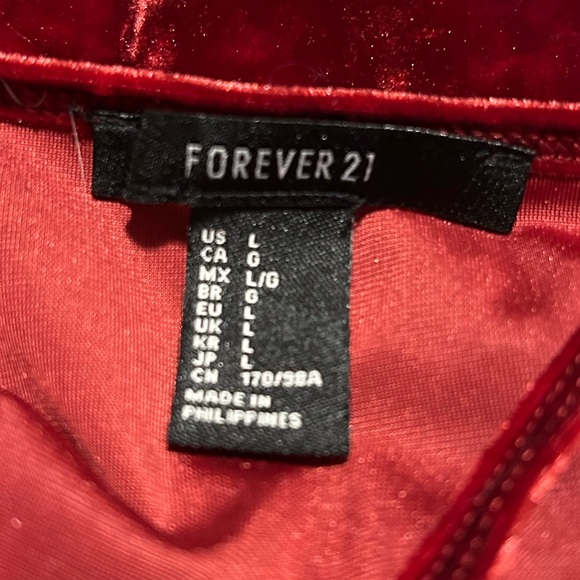 FOREVER 21
US L
CA G
MX L/G
BR G
EU L
UK L
KR L
JP L
CN 170/98A
MADE IN
PHILIPPINES